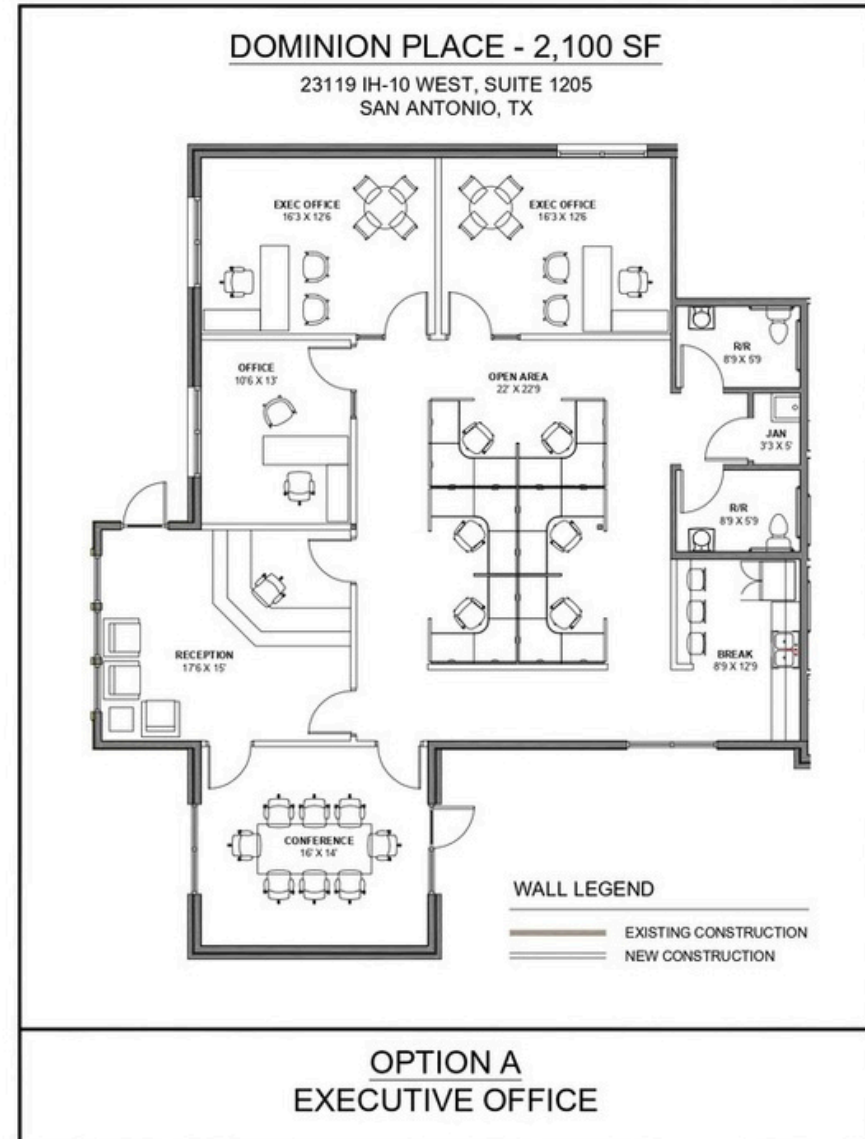 DOMINION PLACE - 2,100 SF
23119 IH-10 WEST, SUITE 1205
SAN ANTONIO, TX
EXEC OFFICE
16'3 X 12'6
EXEC OFFICE
16'3 X 12'6
R/R
8'9 X 5'9
OFFICE
10'6 X 13'
OPEN AREA
22' X 22'9
JAN
3'3 X 5'
R/R
8'9 X 5'9
RECEPTION
17'6 X 15'
BREAK
8'9 X 12'9
CONFERENCE
16' X 14'
WALL LEGEND
EXISTING CONSTRUCTION
NEW CONSTRUCTION
OPTION A
EXECUTIVE OFFICE